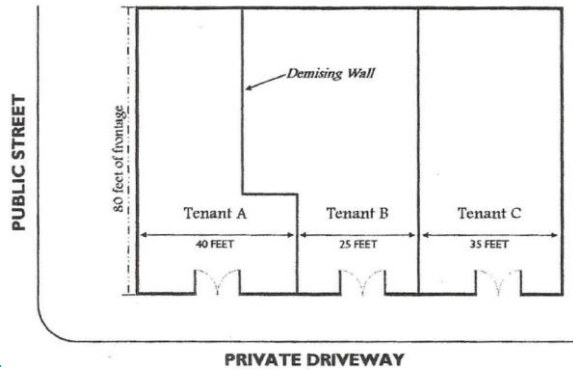 PUBLIC STREET
80 feet of frontage
Demising Wall
Tenant A
Tenant B
Tenant C
40 FEET
25 FEET
35 FEET
PRIVATE DRIVEWAY